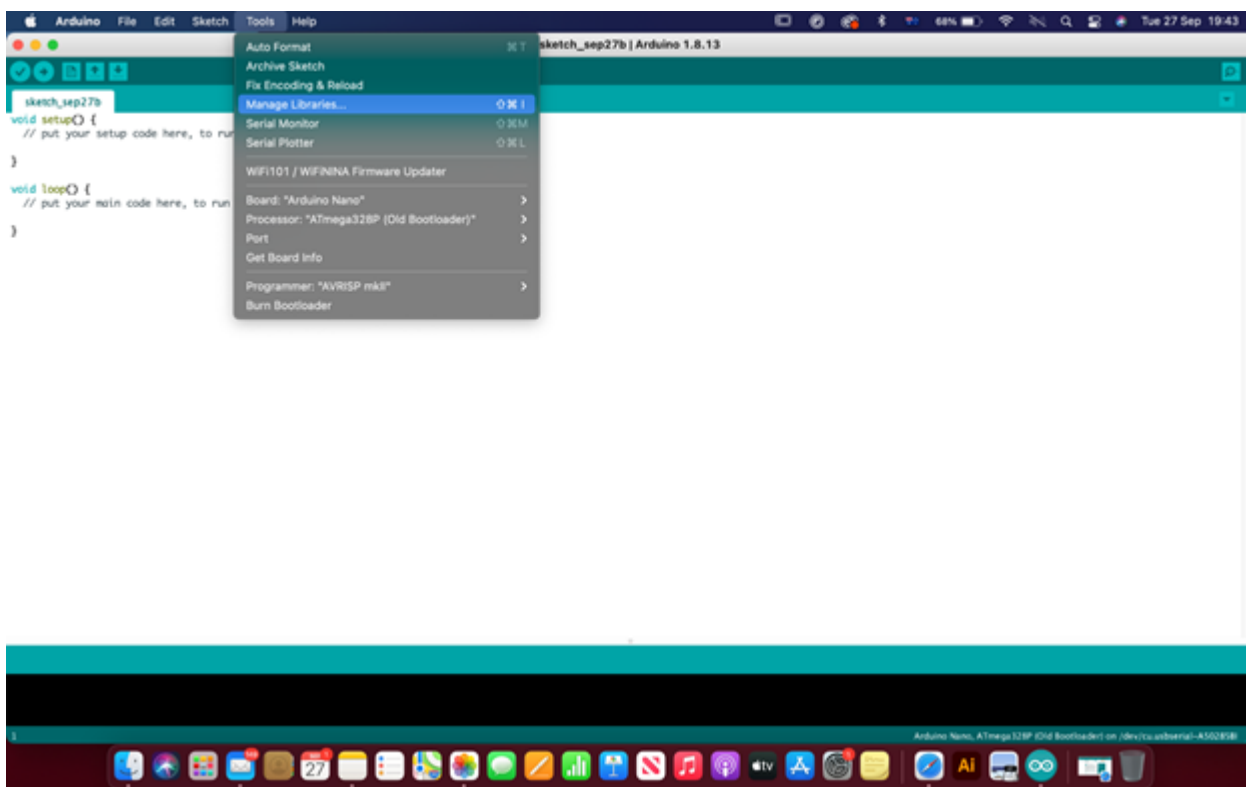 Arduino File Edit Sketch Tools Help 68% Tue 27 Sep 19:43
sketch_sep27b | Arduino 1.8.13
sketch_sep27b
void setup() {
// put your setup code here, to run
}
void loop() {
// put your main code here, to run
}
Auto Format ⌘T
Archive Sketch
Fix Encoding & Reload
Manage Libraries... ⇧⌘I
Serial Monitor ⇧⌘M
Serial Plotter ⇧⌘L
WiFi101 / WiFiNINA Firmware Updater
Board: "Arduino Nano"
Processor: "ATmega328P (Old Bootloader)"
Port
Get Board Info
Programmer: "AVRISP mkII"
Burn Bootloader
1 Arduino Nano, ATmega328P (Old Bootloader) on
27 tv Ai